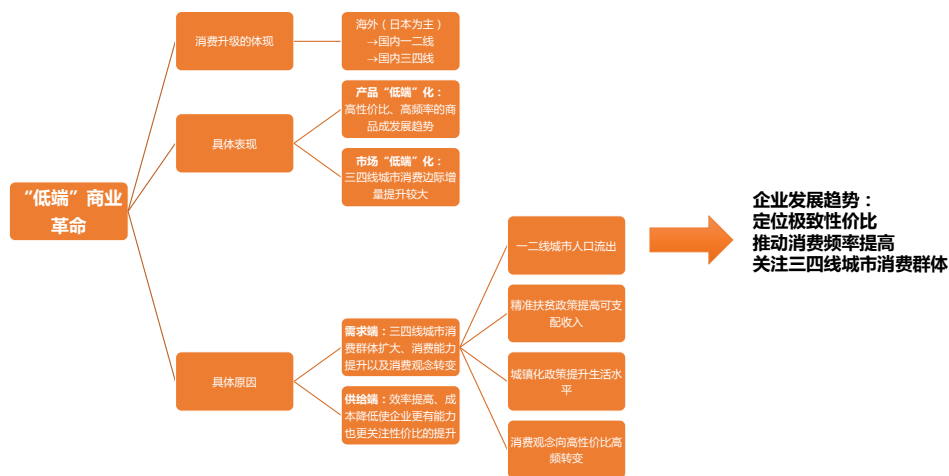 “低端”商业
革命
消费升级的体现
海外（日本为主）
→国内一二线
→国内三四线
具体表现
产品“低端”化：
高性价比、高频率的商
品成发展趋势
市场“低端”化：
三四线城市消费边际增
量提升较大
具体原因
需求端：三四线城市消
费群体扩大、消费能力
提升以及消费观念转变
供给端：效率提高、成
本降低使企业更有能力
也更关注性价比的提升
一二线城市人口流出
精准扶贫政策提高可支
配收入
城镇化政策提升生活水
平
消费观念向高性价比高
频转变
企业发展趋势：
定位极致性价比
推动消费频率提高
关注三四线城市消费群体